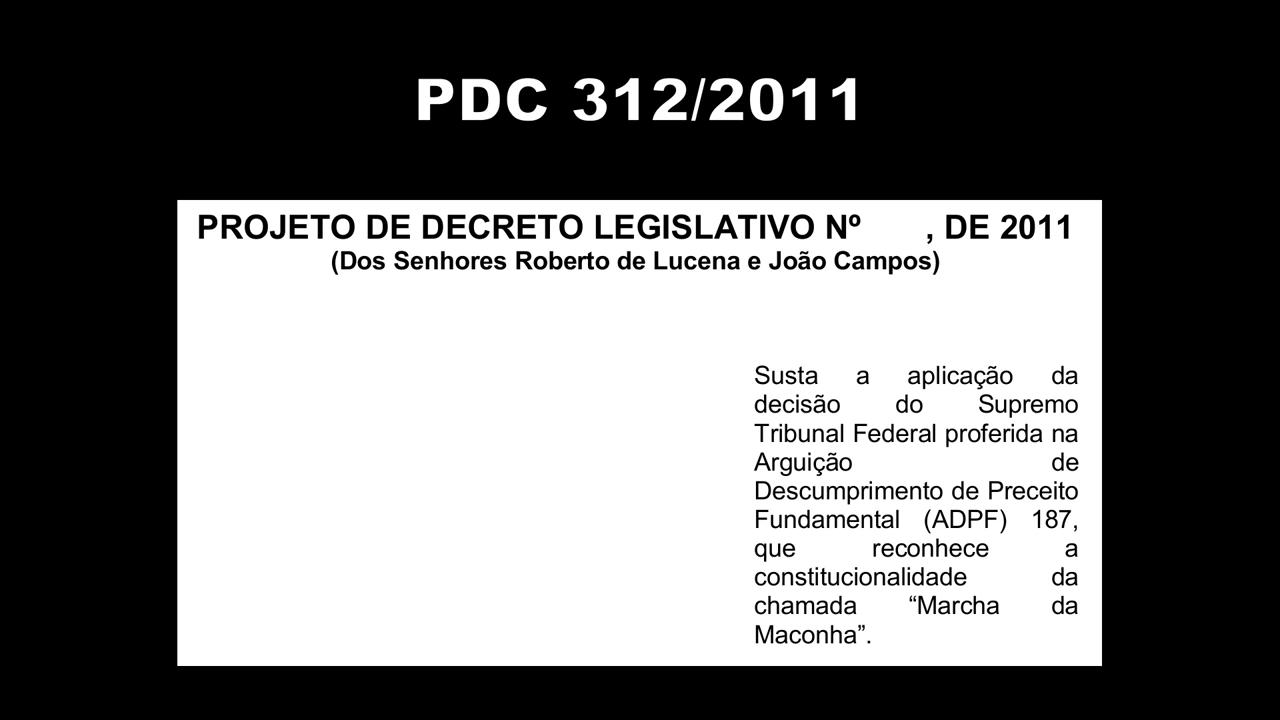 PDC 312/2011
PROJETO DE DECRETO LEGISLATIVO Nº , DE 2011
(Dos Senhores Roberto de Lucena e João Campos)
Susta a aplicação da
decisão do Supremo
Tribunal Federal proferida na
Arguição de
Descumprimento de Preceito
Fundamental (ADPF) 187,
que reconhece a
constitucionalidade da
chamada “Marcha da
Maconha”.